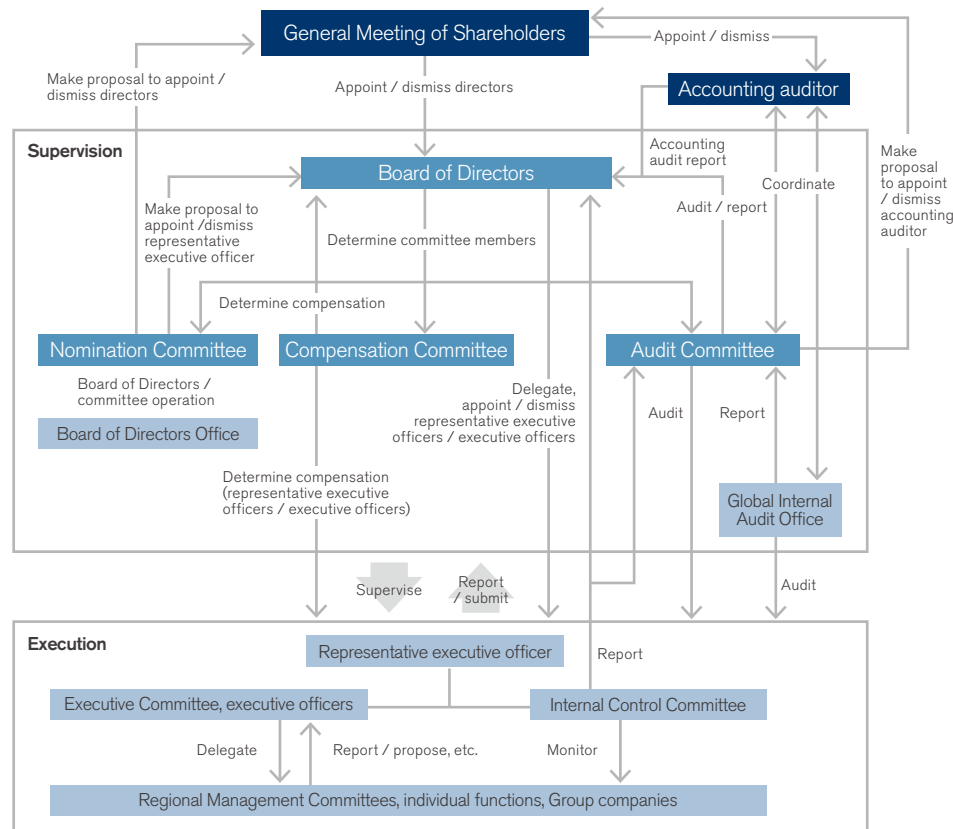 General Meeting of Shareholders
Appoint / dismiss
Make proposal to appoint /
dismiss directors
Appoint / dismiss directors
Accounting auditor
Supervision
Accounting
audit report
Make
proposal
to appoint
/ dismiss
accounting
auditor
Board of Directors
Coordinate
Make proposal to
appoint /dismiss
representative
executive officer
Audit / report
Determine committee members
Determine compensation
Nomination Committee
Compensation Committee
Audit Committee
Board of Directors /
committee operation
Delegate,
appoint / dismiss
representative executive
officers / executive officers
Audit
Report
Board of Directors Office
Determine compensation
(representative executive
officers / executive officers)
Global Internal
Audit Office
Supervise
Report
/ submit
Audit
Execution
Representative executive officer
Report
Executive Committee, executive officers
Internal Control Committee
Delegate
Report / propose, etc.
Monitor
Regional Management Committees, individual functions, Group companies